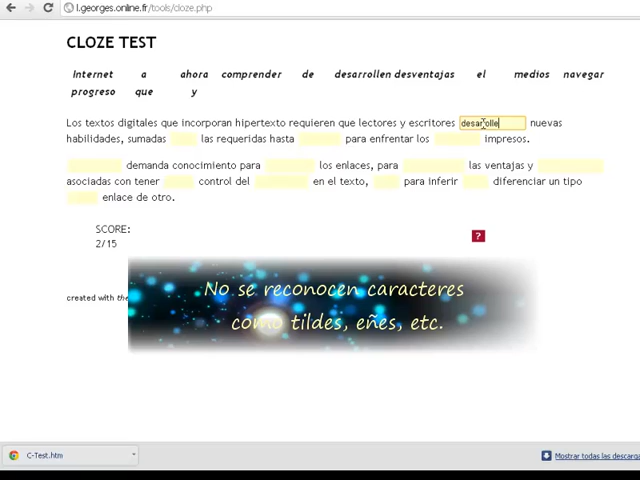 l.georges.online.fr/tools/cloze.php
CLOZE TEST
Internet a ahora comprender de desarrollen desventajas el medios navegar
progreso que y
Los textos digitales que incorporan hipertexto requieren que lectores y escritores desarrolle nuevas
habilidades, sumadas las requeridas hasta para enfrentar los impresos.
demanda conocimiento para los enlaces, para las ventajas y
asociadas con tener control del en el texto, para inferir diferenciar un tipo
enlace de otro.
SCORE:
2/15
?
No se reconocen caracteres
como tildes, eñes, etc.
created with the
C-Test.htm
Mostrar todas las descarga